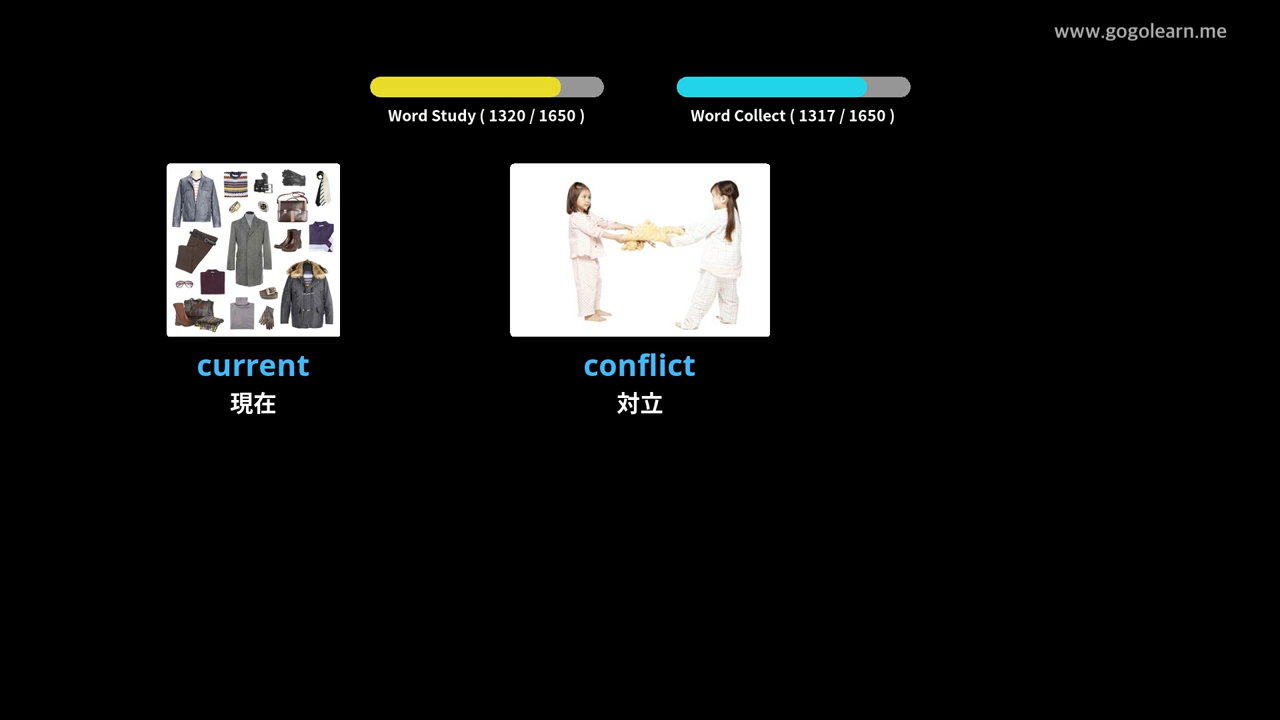 www.gogolearn.me
Word Study ( 1320 / 1650 )
Word Collect ( 1317 / 1650 )
current
現在
conflict
対立